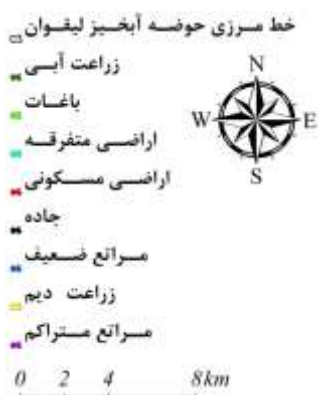 خط مرزی حوضه آبخیز لیقوان
زراعت آبی
باغات
اراضی متفرقه
اراضی مسکونی
جاده
مراتع ضعیف
زراعت دیم
مراتع متراکم
N
W E
S
0 2 4 8km